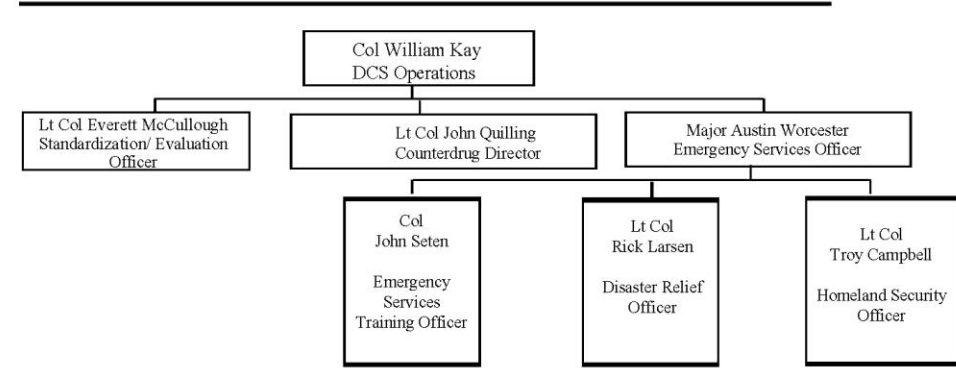 Col William Kay
DCS Operations
Lt Col Everett McCullough
Standardization/ Evaluation
Officer
Lt Col John Quilling
Counterdrug Director
Major Austin Worcester
Emergency Services Officer
Col
John Seten
Emergency
Services
Training Officer
Lt Col
Rick Larsen
Disaster Relief
Officer
Lt Col
Troy Campbell
Homeland Security
Officer